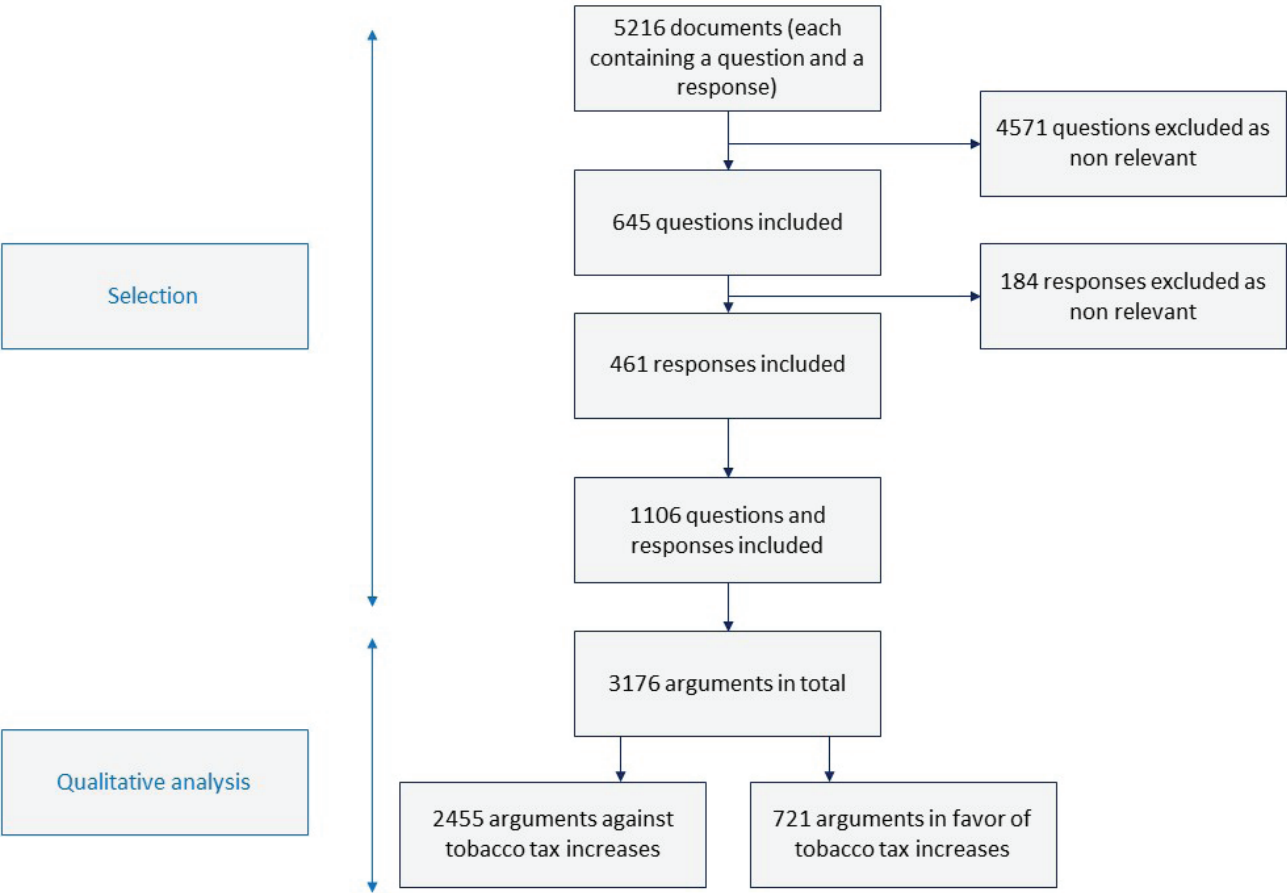 5216 documents (each
containing a question and a
response)
4571 questions excluded as
non relevant
645 questions included
Selection
184 responses excluded as
non relevant
461 responses included
1106 questions and
responses included
3176 arguments in total
Qualitative analysis
2455 arguments against
tobacco tax increases
721 arguments in favor of
tobacco tax increases